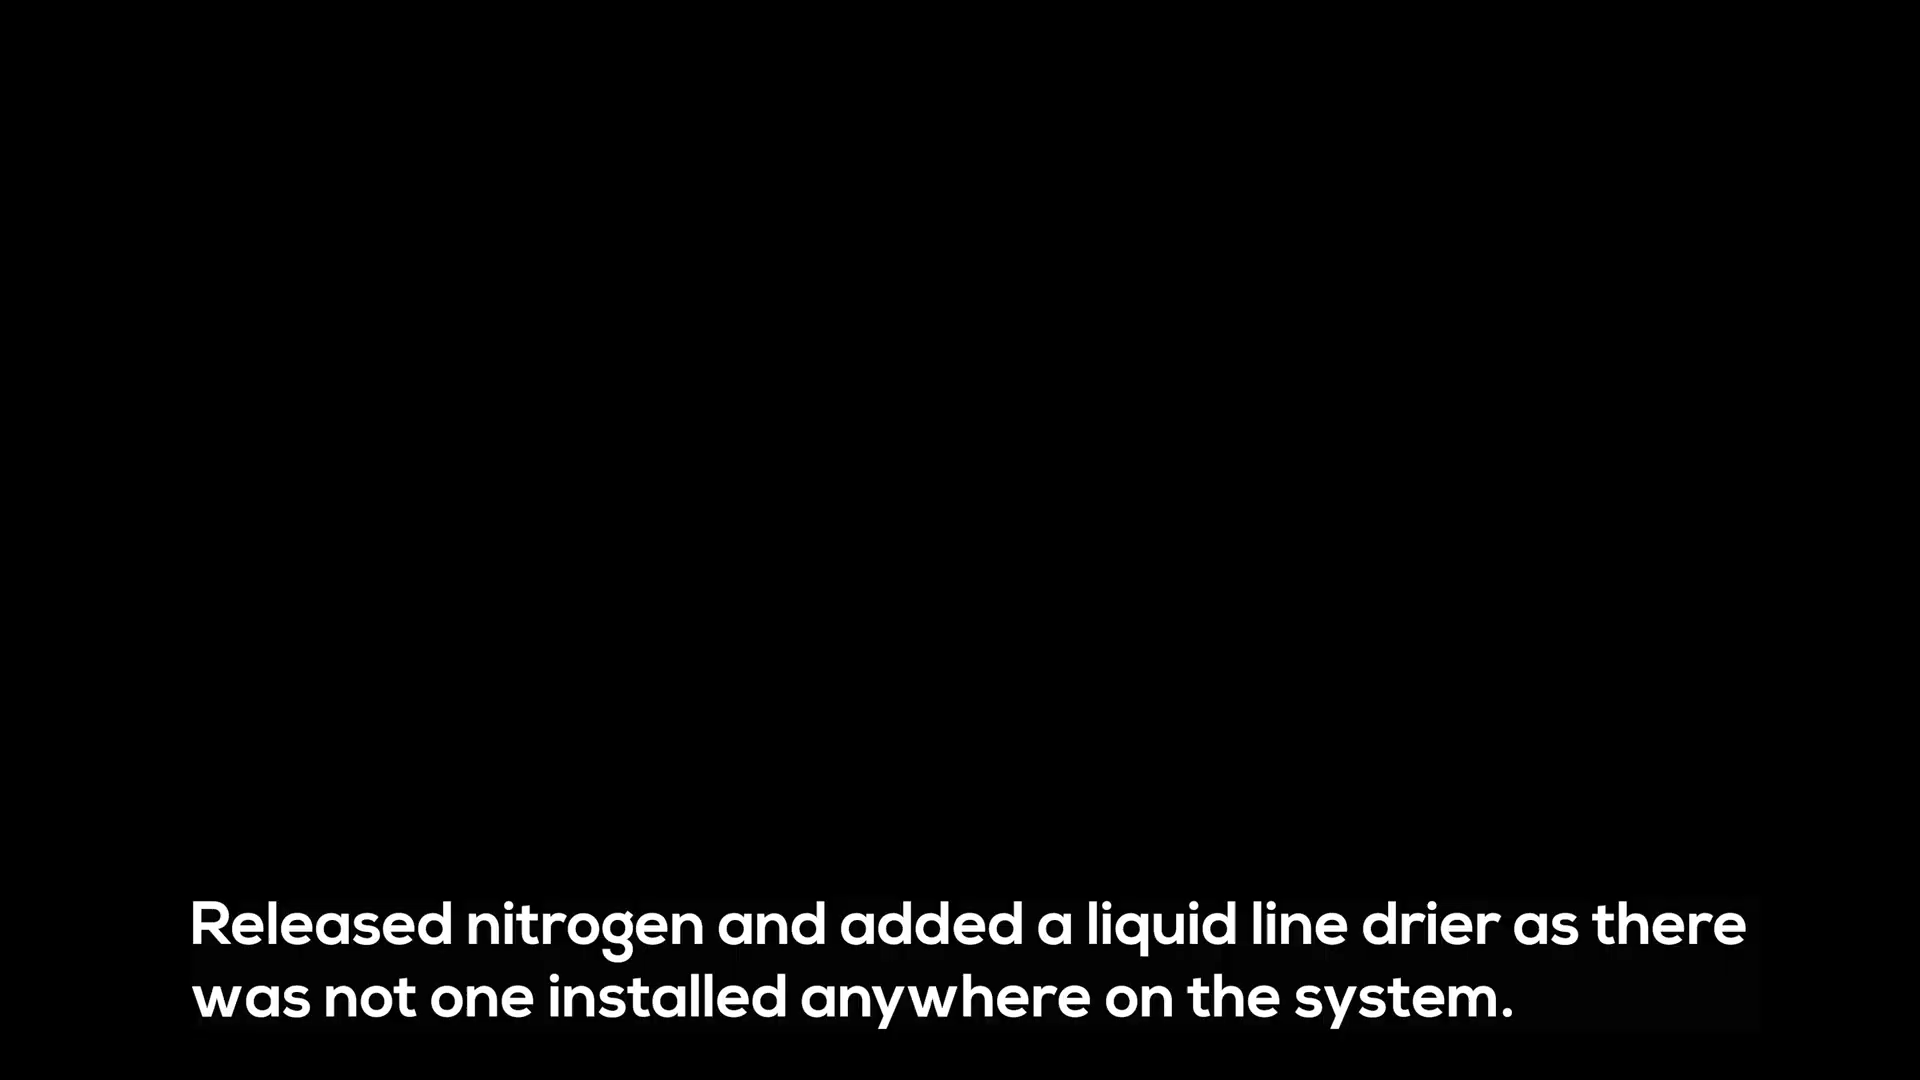 Released nitrogen and added a liquid line drier as there
was not one installed anywhere on the system.